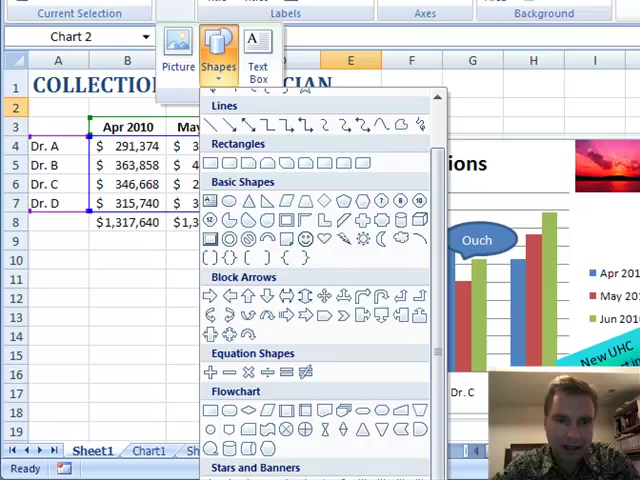 Current Selection
Labels
Axes
Background
Chart 2
Picture
Shapes
Text Box
A B E F G H I
1 COLLECTION ICIAN
2
3 Apr 2010 May
4 Dr. A $ 291,374 $ 3
5 Dr. B $ 363,858 $ 4
6 Dr. C $ 346,668 $ 2
7 Dr. D $ 315,740 $ 3
8 $1,317,640 $1,3
9
10
11
12
13
14
15
16
17
18
19
Lines
Rectangles
Basic Shapes
Block Arrows
Equation Shapes
Flowchart
Stars and Banners
ions
Ouch
Apr 201
May 20
Jun 201
New UHC
Dr. C
Sheet1 Chart1 Sh
Ready